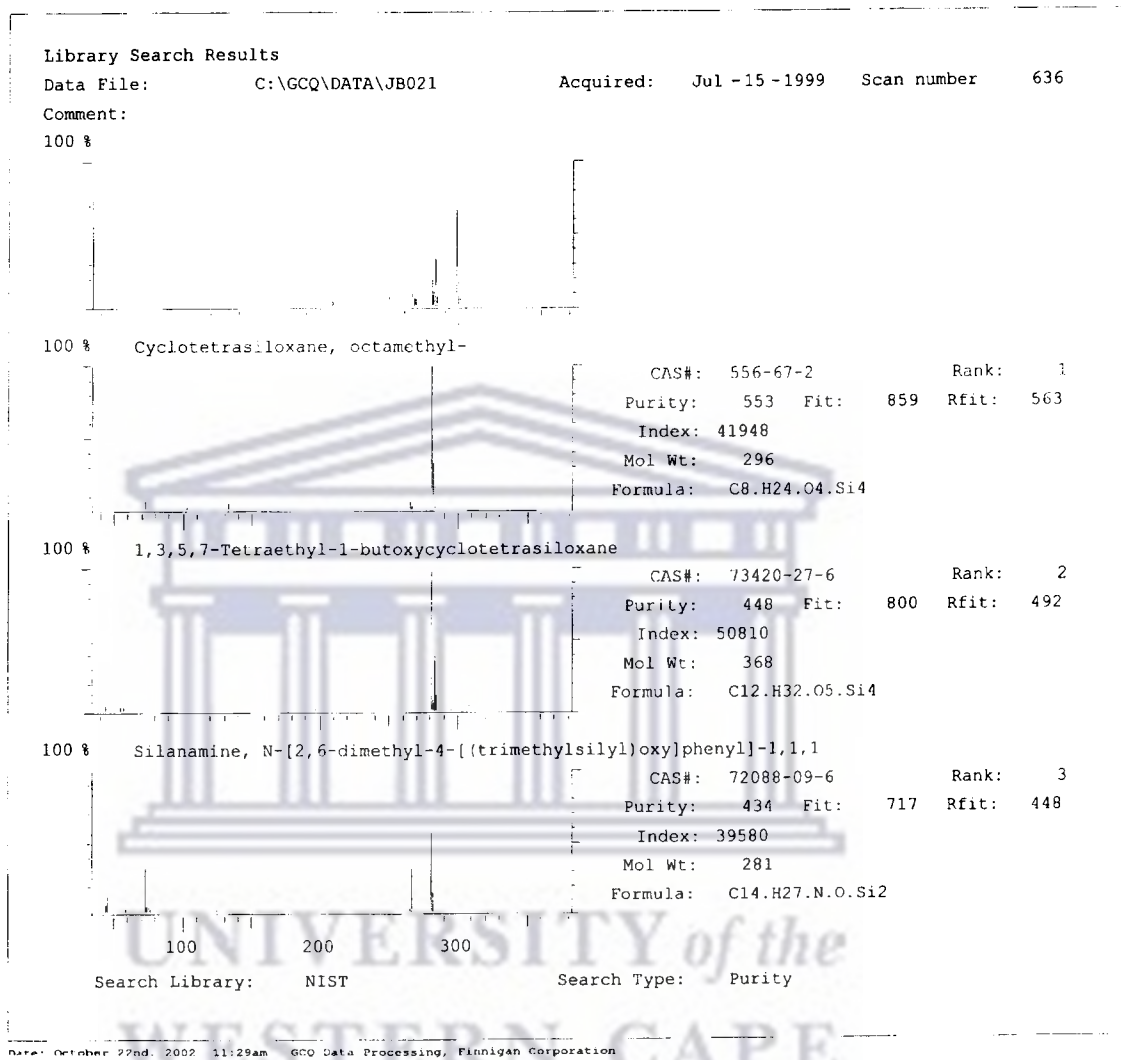 Library Search Results
Data File: C:\GCQ\DATA\JB021 Acquired: Jul -15 -1999 Scan number 636
Comment:
100 %
100 % Cyclotetrasiloxane, octamethyl-
CAS#: 556-67-2 Rank: 1
Purity: 553 Fit: 859 Rfit: 563
Index: 41948
Mol Wt: 296
Formula: C8.H24.O4.Si4
100 % 1,3,5,7-Tetraethyl-1-butoxycyclotetrasiloxane
CAS#: 73420-27-6 Rank: 2
Purity: 448 Fit: 800 Rfit: 492
Index: 50810
Mol Wt: 368
Formula: C12.H32.O5.Si4
100 % Silanamine, N-[2,6-dimethyl-4-[(trimethylsilyl)oxy]phenyl]-1,1,1
CAS#: 72088-09-6 Rank: 3
Purity: 434 Fit: 717 Rfit: 448
Index: 39580
Mol Wt: 281
Formula: C14.H27.N.O.Si2
100 200 300
UNIVERSITY of the
Search Library: NIST Search Type: Purity
WESTERN CAPE
Date: October 22nd, 2002 11:29am GCQ Data Processing, Finnigan Corporation